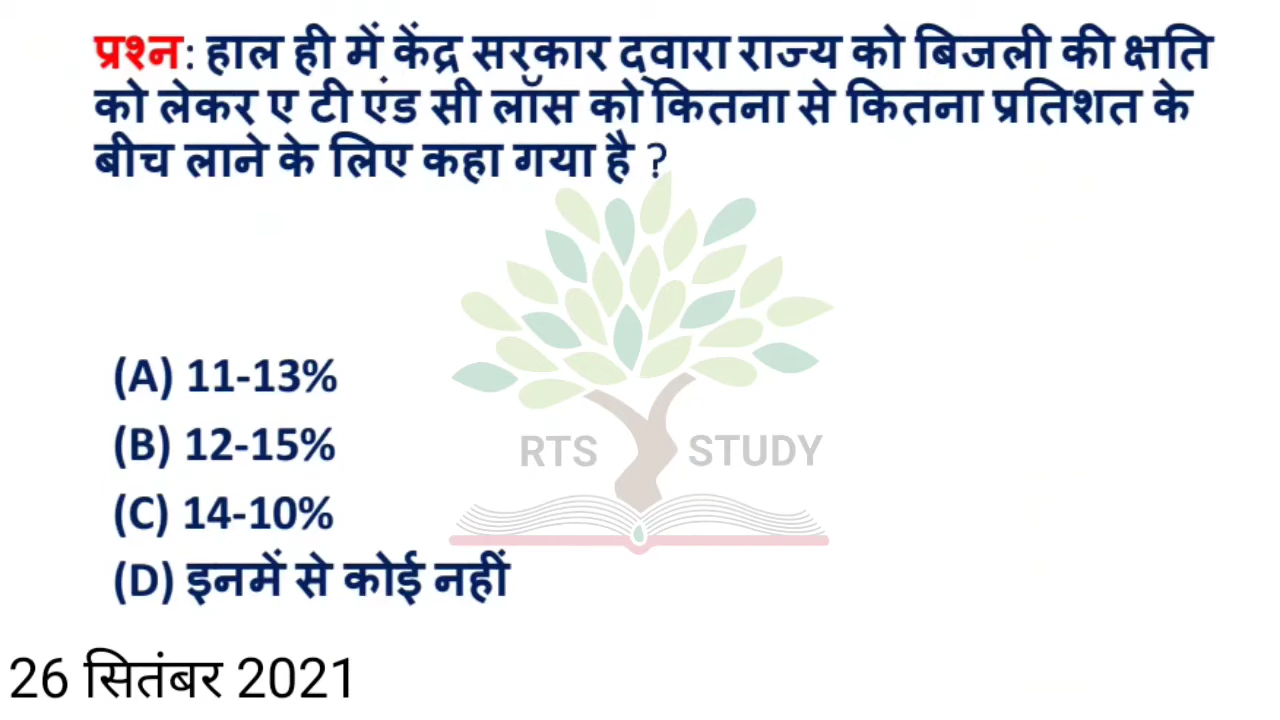 प्रश्न: हाल ही में केंद्र सरकार द्वारा राज्य को बिजली की क्षति
को लेकर ए टी एंड सी लॉस को कितना से कितना प्रतिशत के
बीच लाने के लिए कहा गया है ?
(A) 11-13%
(B) 12-15%
RTS STUDY
(C) 14-10%
(D) इनमें से कोई नहीं
26 सितंबर 2021